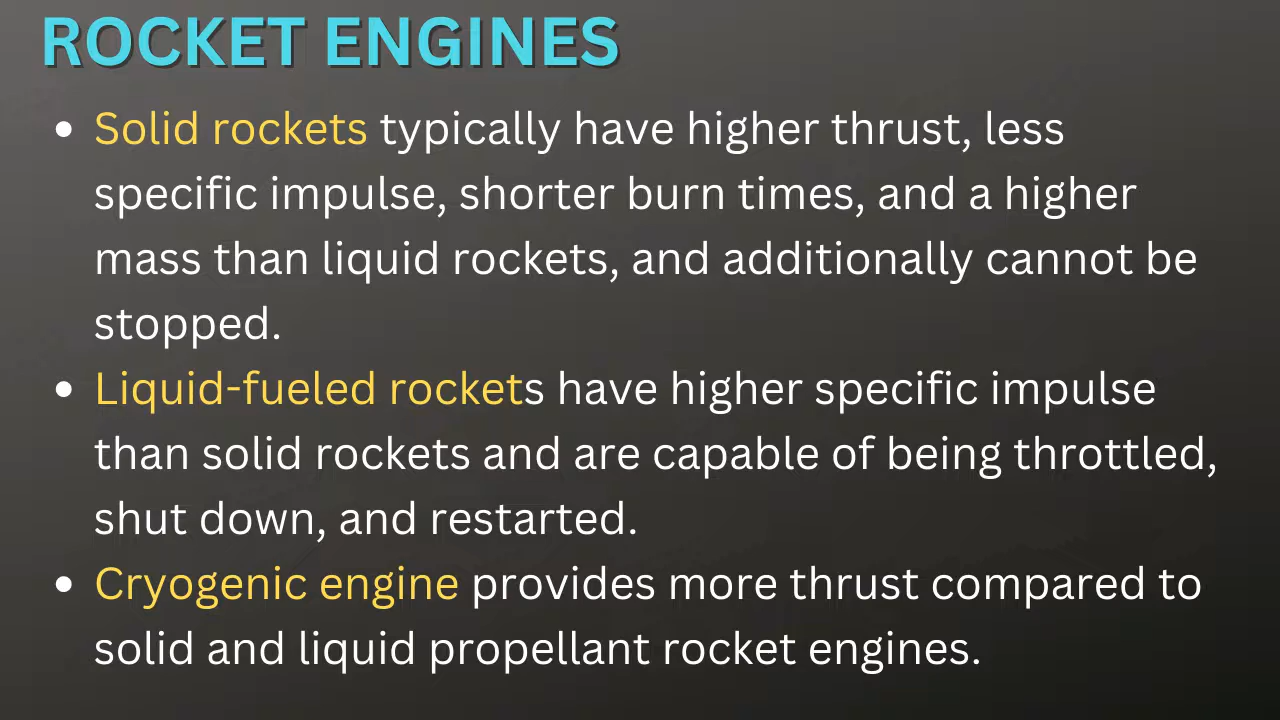 ROCKET ENGINES
• Solid rockets typically have higher thrust, less
specific impulse, shorter burn times, and a higher
mass than liquid rockets, and additionally cannot be
stopped.
• Liquid-fueled rockets have higher specific impulse
than solid rockets and are capable of being throttled,
shut down, and restarted.
• Cryogenic engine provides more thrust compared to
solid and liquid propellant rocket engines.